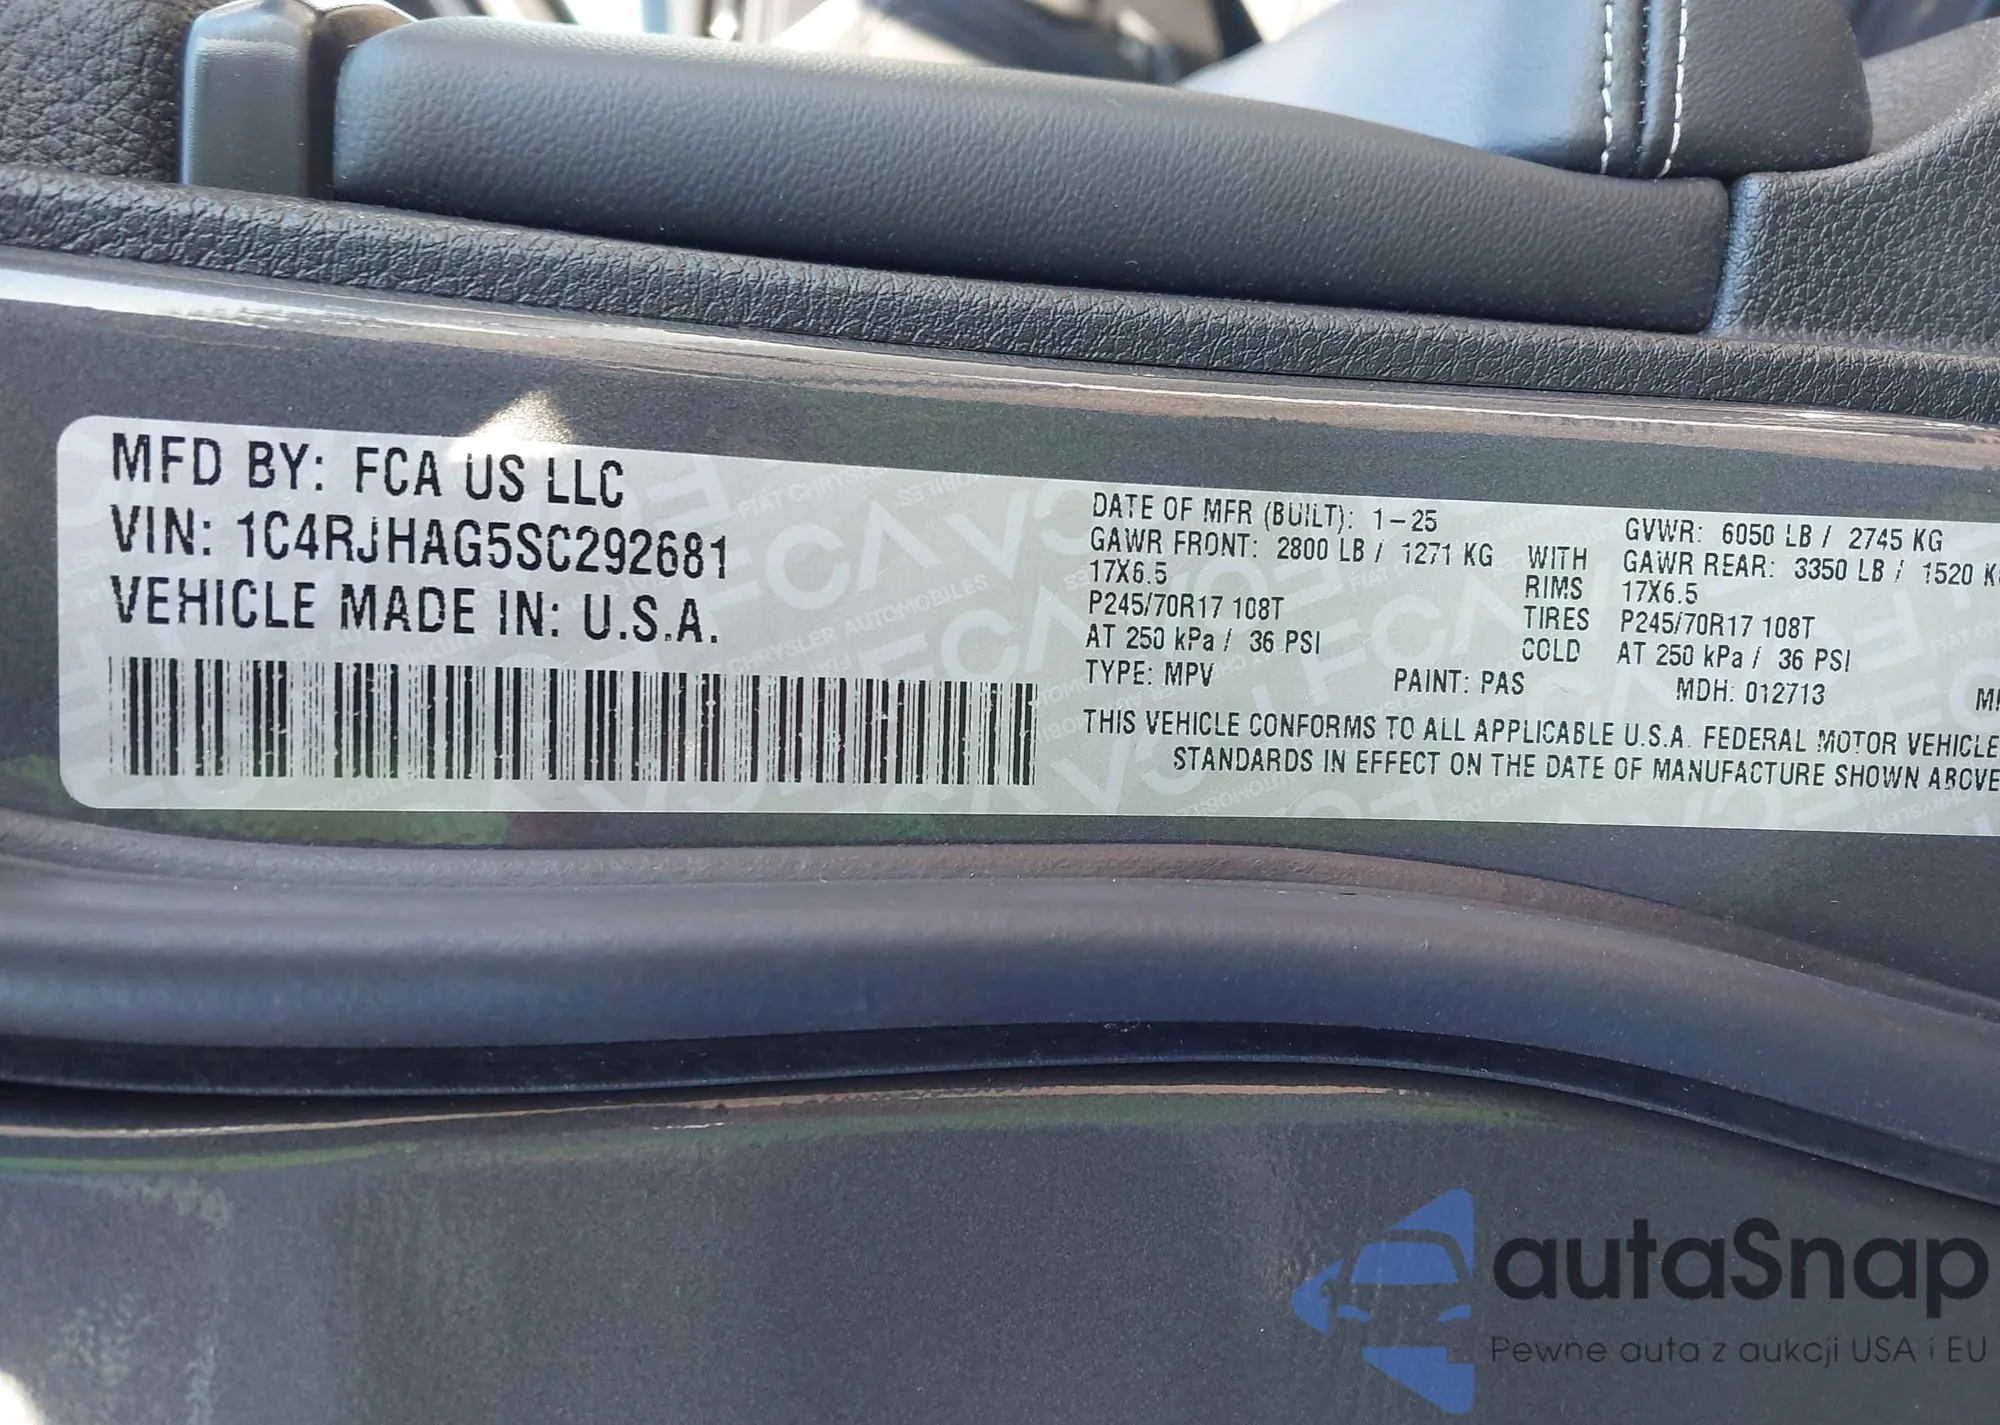 MFD BY: FCA US LLC
VIN: 1C4RJHAG5SC292681
VEHICLE MADE IN: U.S.A.
DATE OF MFR (BUILT): 1-25 GVWR: 6050 LB / 2745 KG
GAWR FRONT: 2800 LB / 1271 KG WITH GAWR REAR: 3350 LB / 1520 K
17X6.5 RIMS 17X6.5
P245/70R17 108T TIRES P245/70R17 108T
AT 250 kPa / 36 PSI COLD AT 250 kPa / 36 PSI
TYPE: MPV PAINT: PAS MDH: 012713
THIS VEHICLE CONFORMS TO ALL APPLICABLE U.S.A. FEDERAL MOTOR VEHICLE
STANDARDS IN EFFECT ON THE DATE OF MANUFACTURE SHOWN ABOVE
autaSnap
Pewne auta z aukcji USA i EU